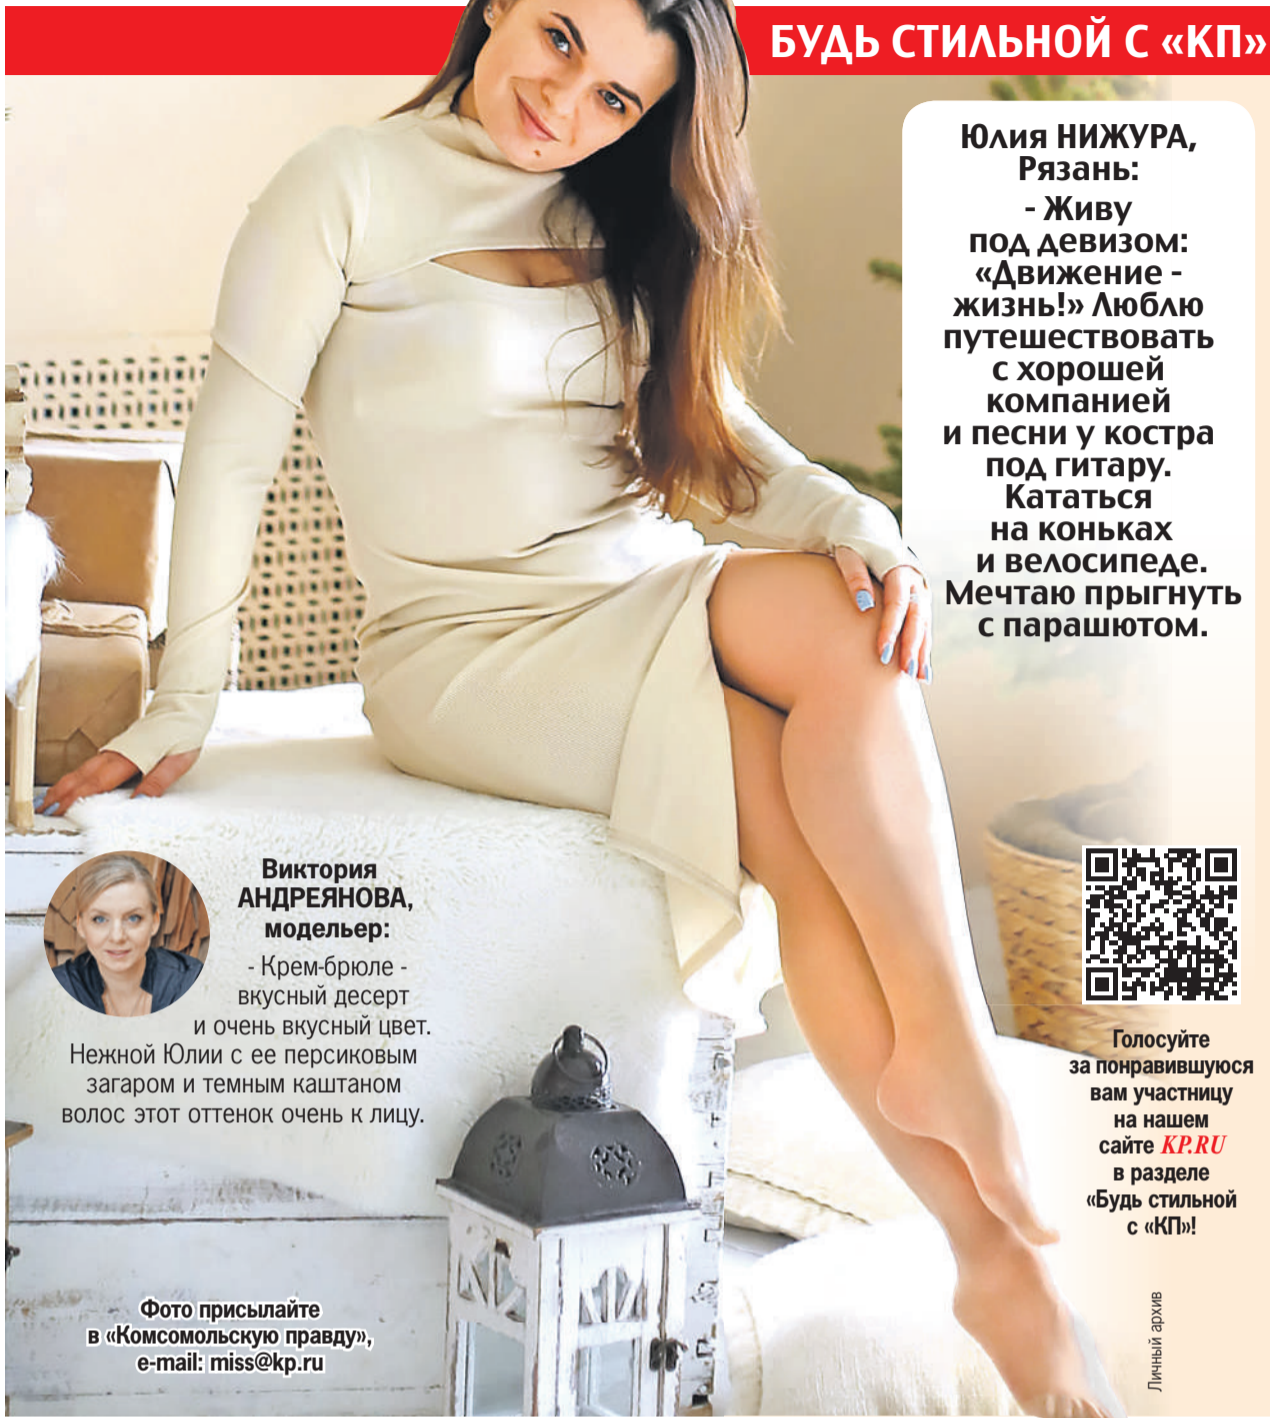 БУДЬ СТИЛЬНОЙ С «КП»
Юлия НИЖУРА,
Рязань:
- Живу
под девизом:
«Движение -
жизнь!» Люблю
путешествовать
с хорошей
компанией
и песни у костра
под гитару.
Кататься
на коньках
и велосипеде.
Мечтаю прыгнуть
с парашютом.
Виктория
АНДРЕЯНОВА,
модельер:
- Крем-брюле -
вкусный десерт
и очень вкусный цвет.
Нежной Юлии с ее персиковым
загаром и темным каштаном
волос этот оттенок очень к лицу.
Голосуйте
за понравившуюся
вам участницу
на нашем
сайте KP.RU
в разделе
«Будь стильной
с «КП»!
Фото присылайте
в «Комсомольскую правду»,
e-mail: miss@kp.ru
Личный архив